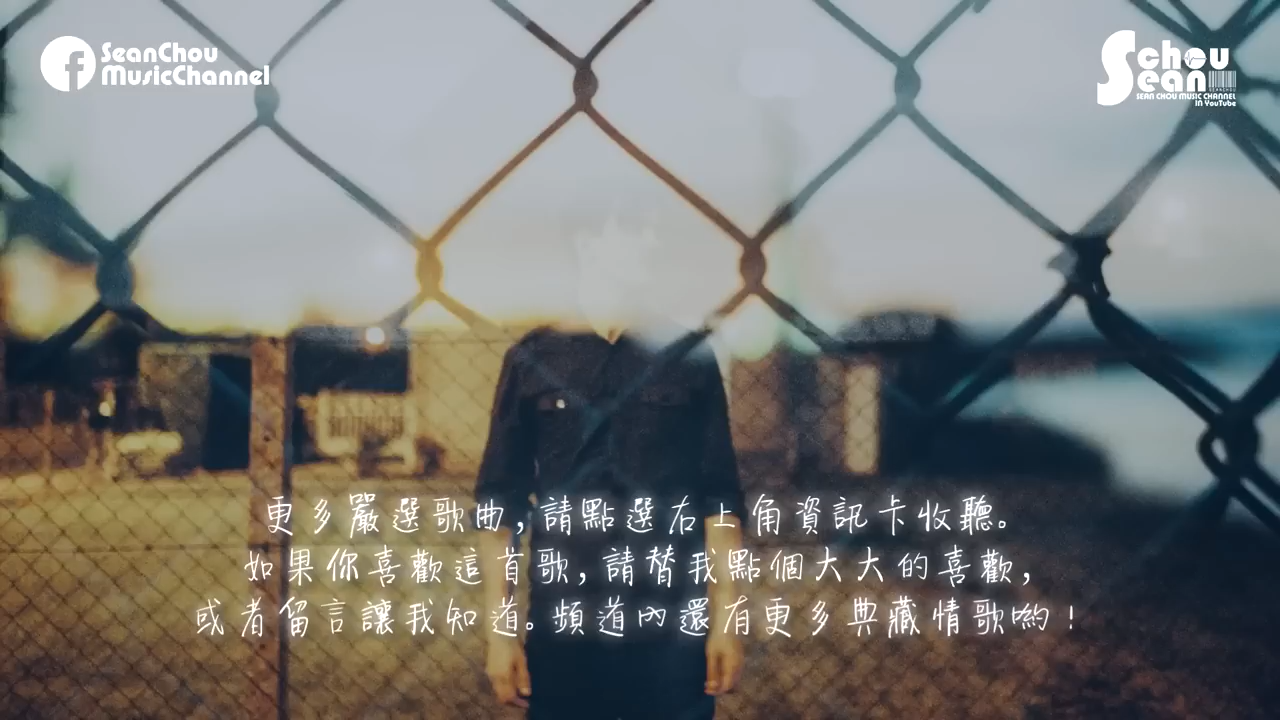 SeanChou
MusicChannel
Schou
Sean
SEAN CHOU MUSIC CHANNEL
IN YouTube
更多嚴選歌曲,請點選右上角資訊卡收聽。
如果你喜歡這首歌,請替我點個大大的喜歡,
或者留言讓我知道。頻道內還有更多典藏情歌喲!